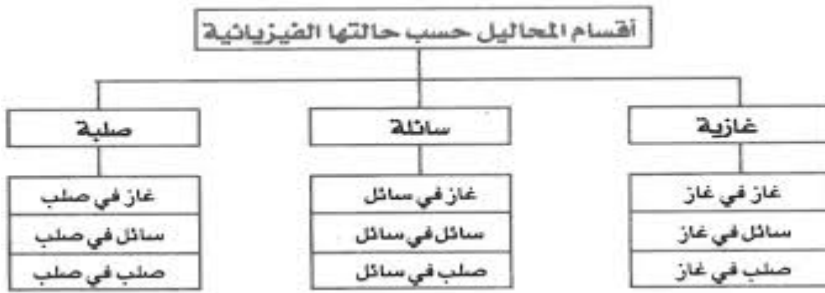 أقسام المحاليل حسب حالتها الفيزيائية
غازية
سائلة
صلبة
غاز في غاز
سائل في غاز
صلب في غاز
غاز في سائل
سائل في سائل
صلب في سائل
غاز في صلب
سائل في صلب
صلب في صلب